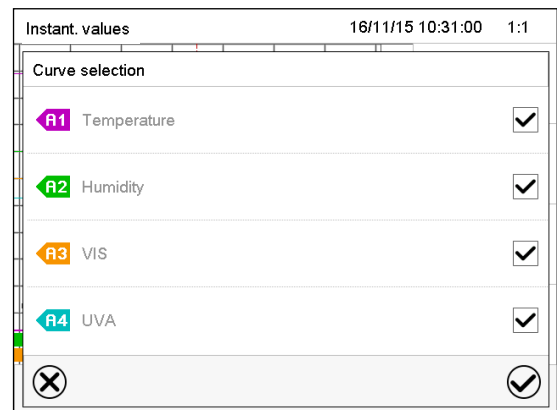 Instant. values 16/11/15 10:31:00 1:1
Curve selection
A1 Temperature
A2 Humidity
A3 VIS
A4 UVA